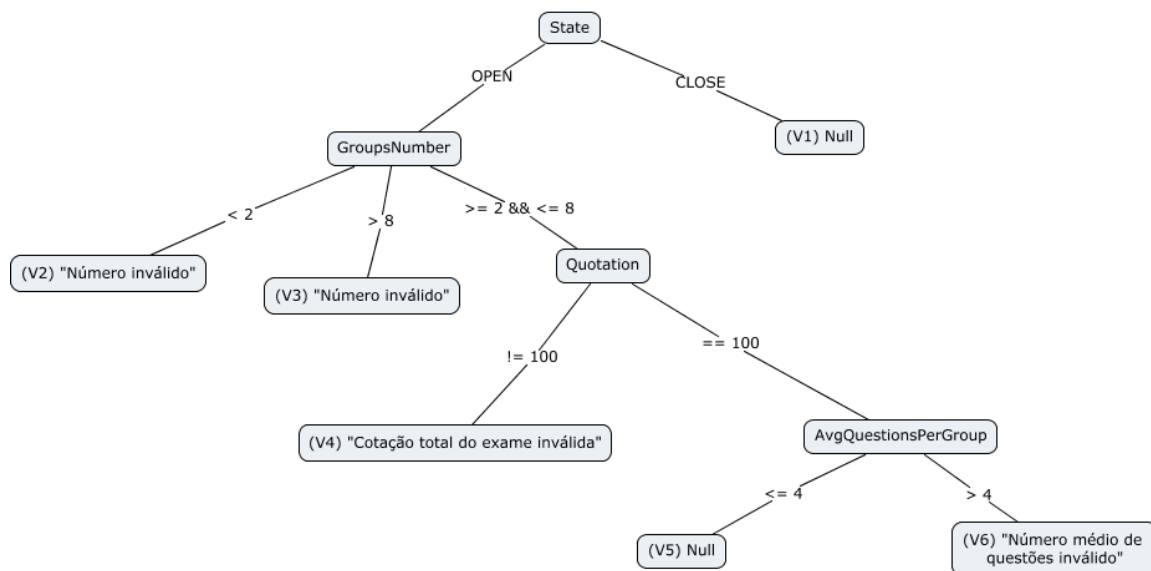 State
OPEN
CLOSE
(V1) Null
GroupsNumber
< 2
> 8
>= 2 && <= 8
(V2) "Número inválido"
(V3) "Número inválido"
Quotation
!= 100
== 100
(V4) "Cotação total do exame inválida"
AvgQuestionsPerGroup
<= 4
> 4
(V5) Null
(V6) "Número médio de
questões inválido"